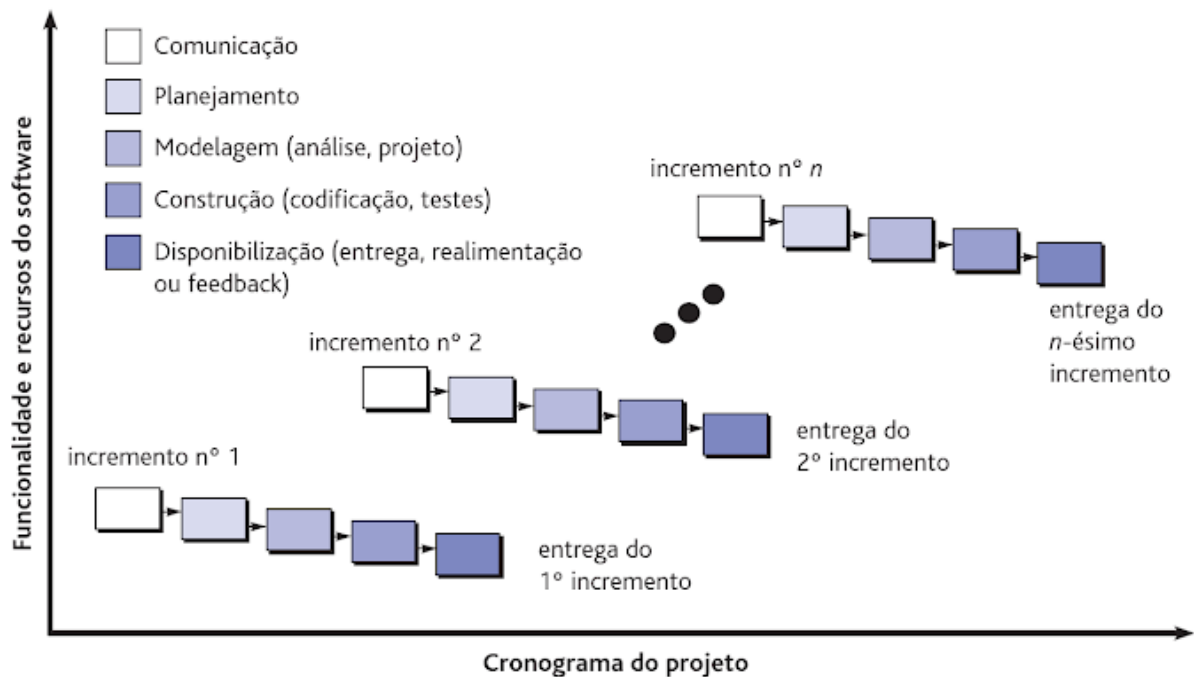 Funcionalidade e recursos do software
Comunicação
Planejamento
Modelagem (análise, projeto)
Construção (codificação, testes)
Disponibilização (entrega, realimentação
ou feedback)
incremento nº n
entrega do
n-ésimo
incremento
incremento nº 2
entrega do
2º incremento
incremento nº 1
entrega do
1º incremento
Cronograma do projeto